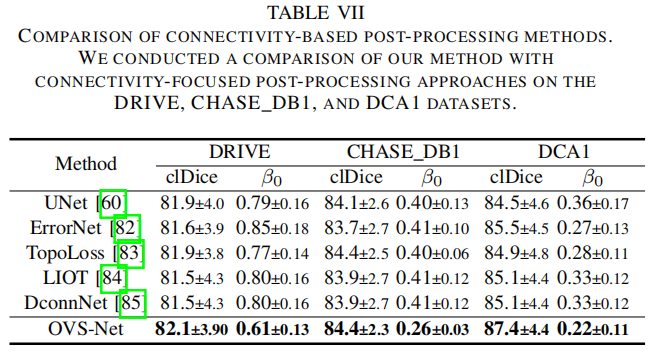 TABLE VII
COMPARISON OF CONNECTIVITY-BASED POST-PROCESSING METHODS.
WE CONDUCTED A COMPARISON OF OUR METHOD WITH
CONNECTIVITY-FOCUSED POST-PROCESSING APPROACHES ON THE
DRIVE, CHASE_DB1, AND DCA1 DATASETS.
Method DRIVE CHASE_DB1 DCA1
clDice β0 clDice β0 clDice β0
UNet [60] 81.9±4.0 0.79±0.16 84.1±2.6 0.40±0.13 84.5±4.6 0.36±0.17
ErrorNet [82] 81.6±3.9 0.85±0.18 83.7±2.7 0.41±0.10 85.5±4.5 0.27±0.13
TopoLoss [83] 81.9±3.8 0.77±0.14 84.4±2.5 0.40±0.06 84.9±4.8 0.28±0.11
LIOT [84] 81.5±4.3 0.80±0.16 83.9±2.7 0.41±0.12 85.1±4.4 0.33±0.12
DconnNet [85] 81.5±4.3 0.80±0.16 83.9±2.7 0.41±0.12 85.1±4.4 0.33±0.12
OVS-Net 82.1±3.90 0.61±0.13 84.4±2.3 0.26±0.03 87.4±4.4 0.22±0.11